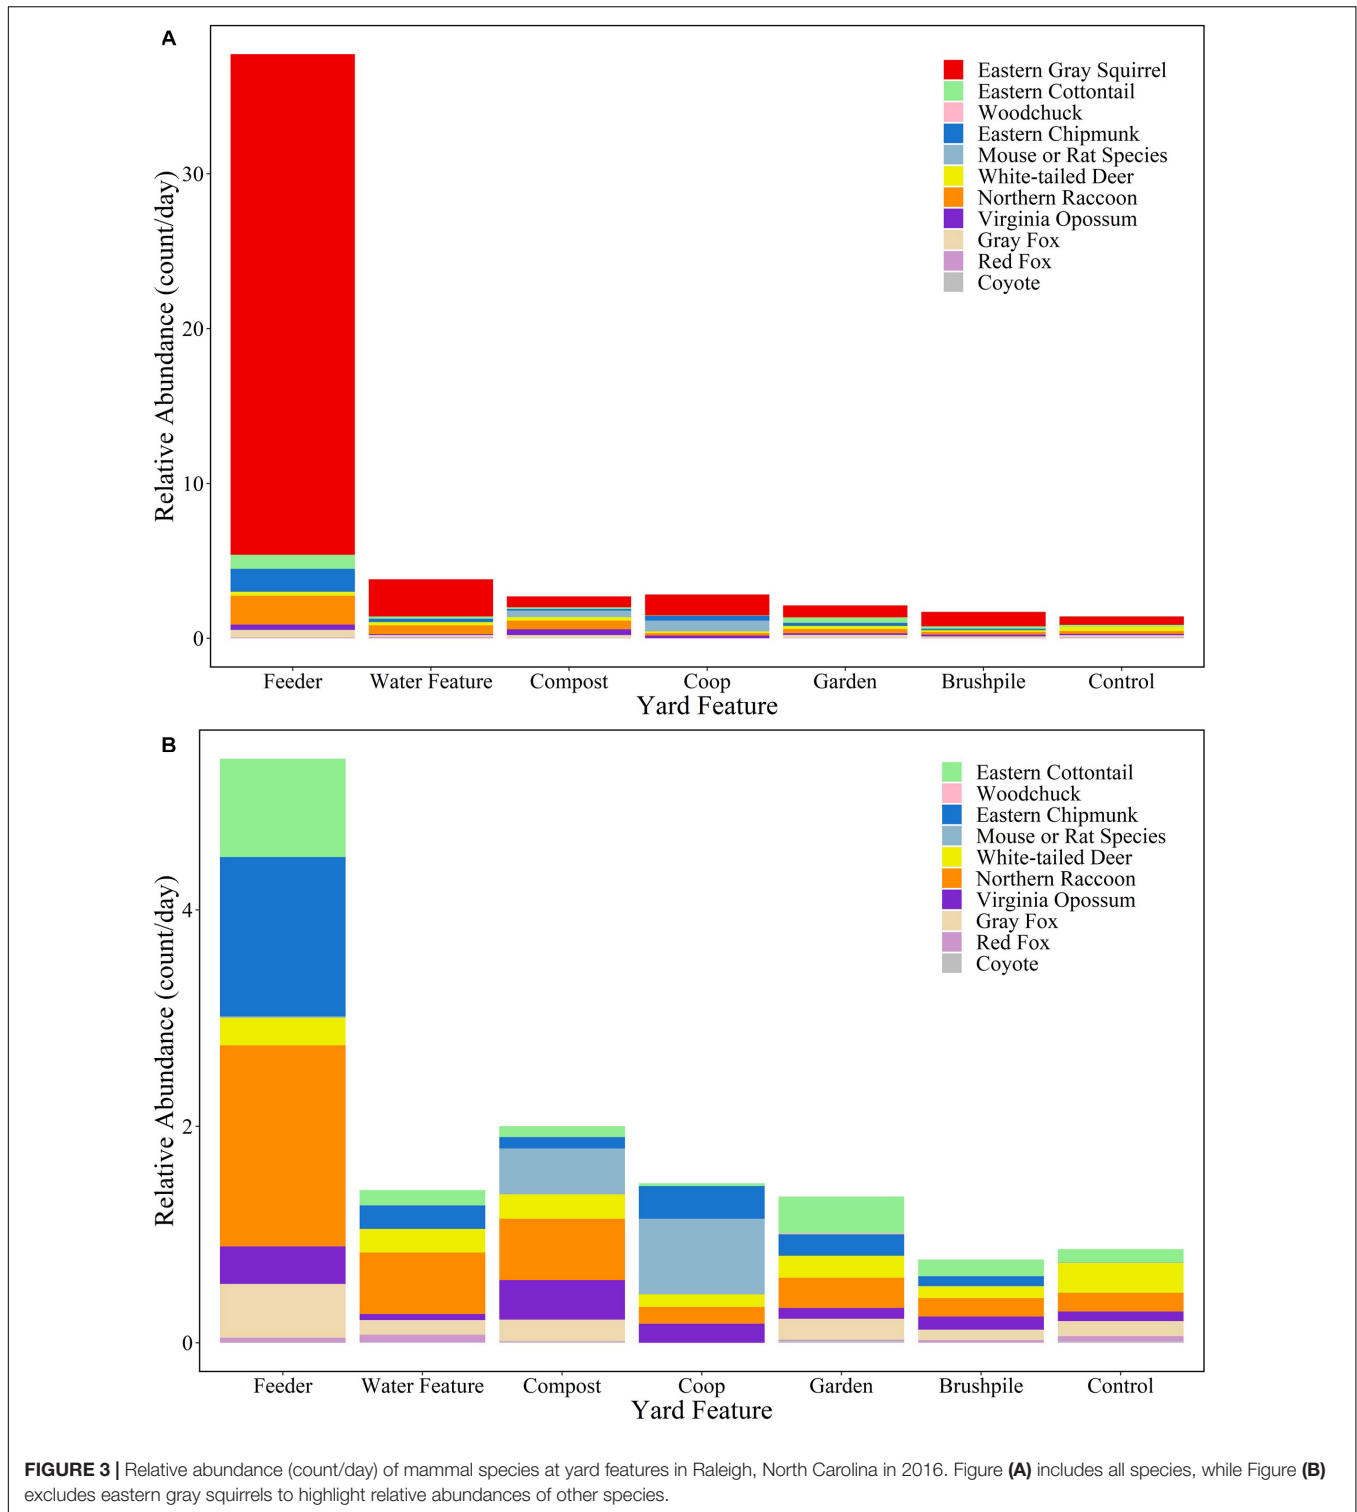 A
Relative Abundance (count/day)
30
20
10
0
Eastern Gray Squirrel
Eastern Cottontail
Woodchuck
Eastern Chipmunk
Mouse or Rat Species
White-tailed Deer
Northern Raccoon
Virginia Opossum
Gray Fox
Red Fox
Coyote
Feeder Water Feature Compost Coop Garden Brushpile Control
Yard Feature
B
Relative Abundance (count/day)
4
2
0
Eastern Cottontail
Woodchuck
Eastern Chipmunk
Mouse or Rat Species
White-tailed Deer
Northern Raccoon
Virginia Opossum
Gray Fox
Red Fox
Coyote
Feeder Water Feature Compost Coop Garden Brushpile Control
Yard Feature
FIGURE 3 | Relative abundance (count/day) of mammal species at yard features in Raleigh, North Carolina in 2016. Figure (A) includes all species, while Figure (B)
excludes eastern gray squirrels to highlight relative abundances of other species.